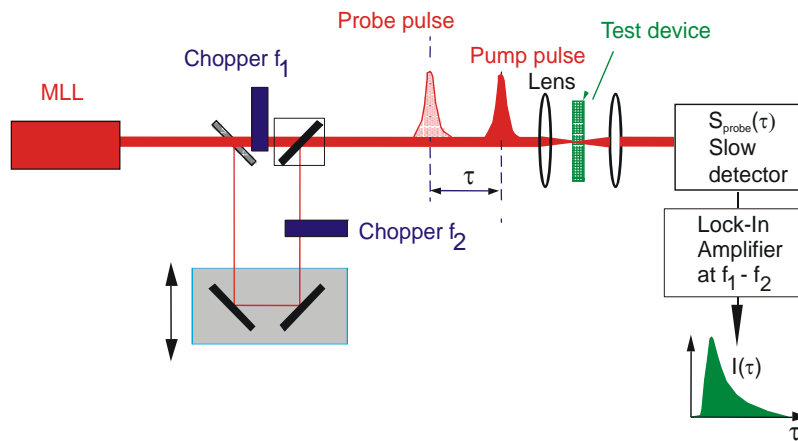 Probe pulse
Test device
Chopper f1
Pump pulse
MLL
Lens
Sprobe(τ)
Slow
detector
τ
Chopper f2
Lock-In
Amplifier
at f1 - f2
I(τ)
τ